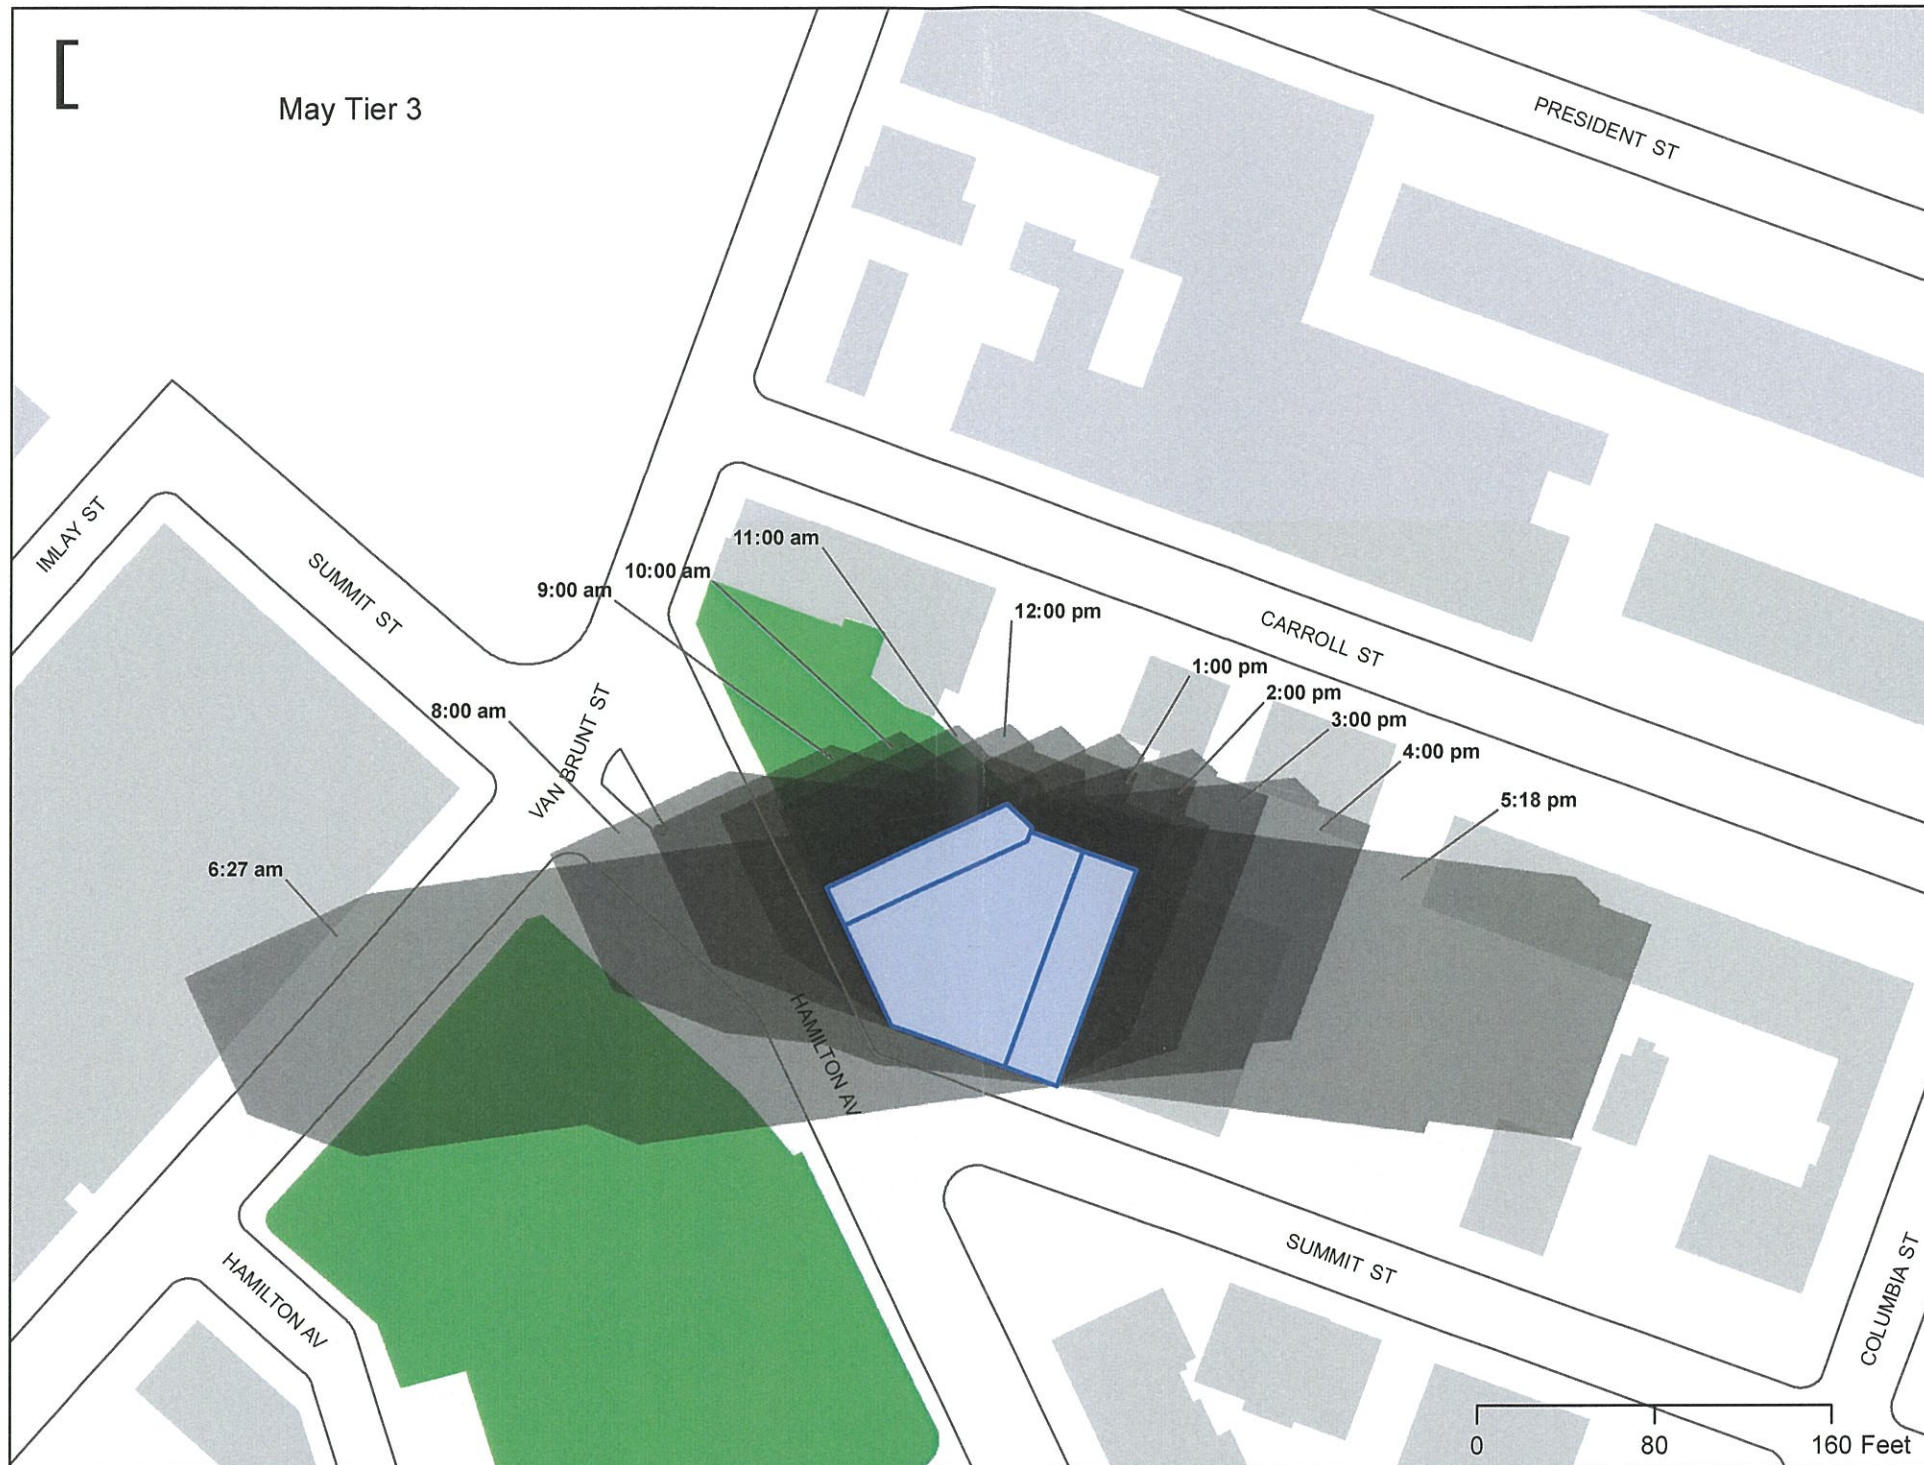 [
May Tier 3
PRESIDENT ST
IMLAY ST
SUMMIT ST
11:00 am
10:00 am
9:00 am
12:00 pm
CARROLL ST
1:00 pm
2:00 pm
3:00 pm
4:00 pm
8:00 am
VAN BRUNT ST
5:18 pm
6:27 am
HAMILTON AV
HAMILTON AV
SUMMIT ST
COLUMBIA ST
0 80 160 Feet